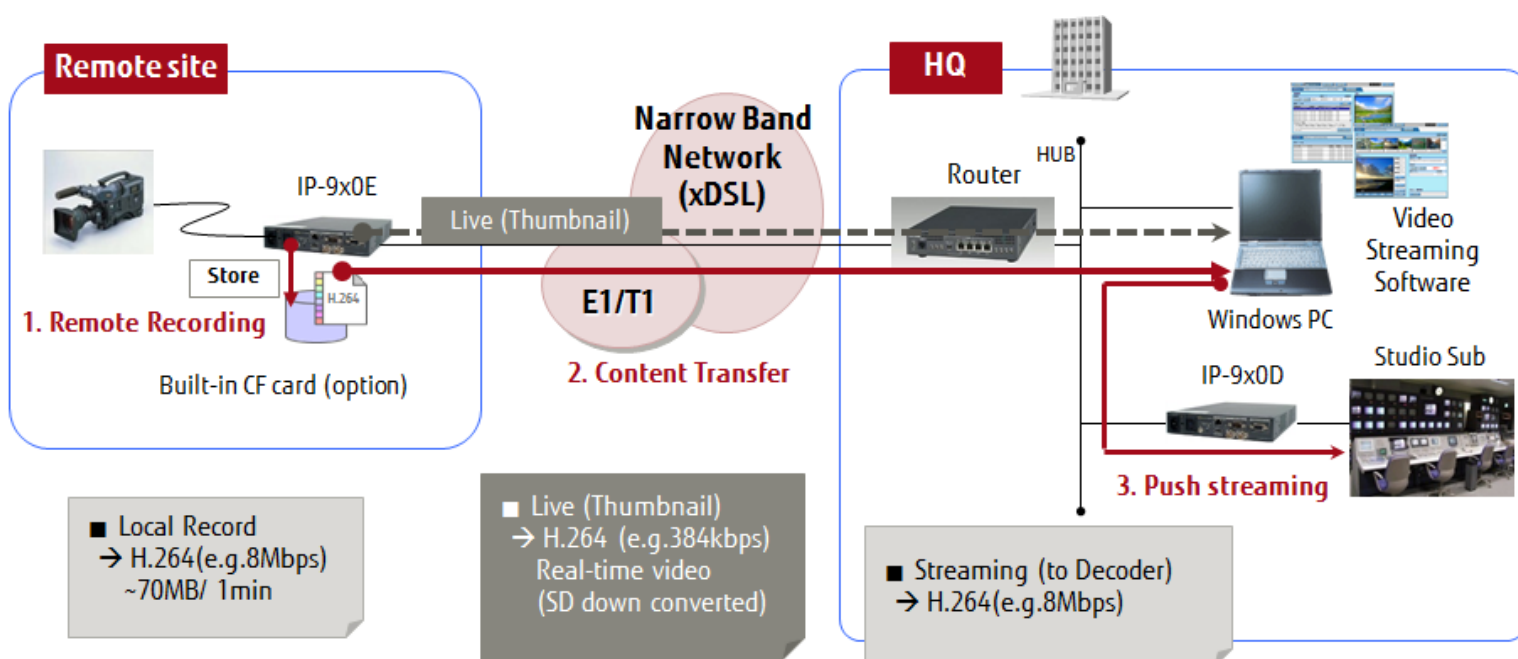 Remote site
HQ
Narrow Band
Network
(xDSL)
HUB
IP-9x0E
Router
Live (Thumbnail)
Video
Streaming
Software
Store
H.264
E1/T1
1. Remote Recording
Windows PC
2. Content Transfer
Studio Sub
Built-in CF card (option)
IP-9x0D
3. Push streaming
■ Local Record
→ H.264(e.g.8Mbps)
~70MB/ 1min
■ Live (Thumbnail)
→ H.264 (e.g.384kbps)
Real-time video
(SD down converted)
■ Streaming (to Decoder)
→ H.264(e.g.8Mbps)